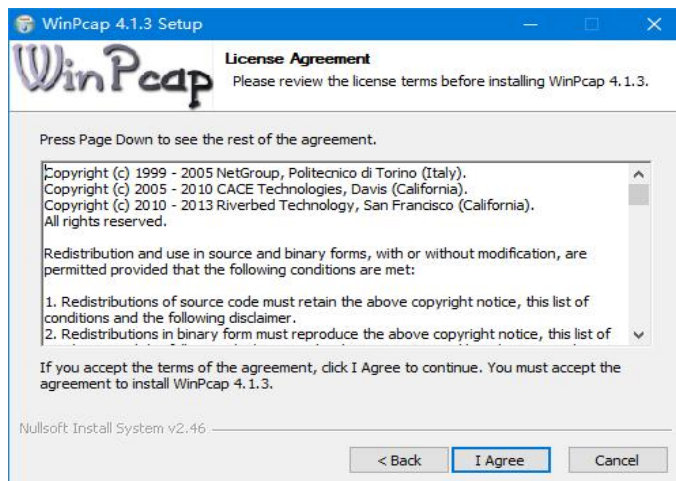 WinPcap 4.1.3 Setup
WinPcap
License Agreement
Please review the license terms before installing WinPcap 4.1.3.
Press Page Down to see the rest of the agreement.
Copyright (c) 1999 - 2005 NetGroup, Politecnico di Torino (Italy).
Copyright (c) 2005 - 2010 CACE Technologies, Davis (California).
Copyright (c) 2010 - 2013 Riverbed Technology, San Francisco (California).
All rights reserved.
Redistribution and use in source and binary forms, with or without modification, are
permitted provided that the following conditions are met:
1. Redistributions of source code must retain the above copyright notice, this list of
conditions and the following disclaimer.
2. Redistributions in binary form must reproduce the above copyright notice, this list of
If you accept the terms of the agreement, click I Agree to continue. You must accept the
agreement to install WinPcap 4.1.3.
Nullsoft Install System v2.46
< Back
I Agree
Cancel